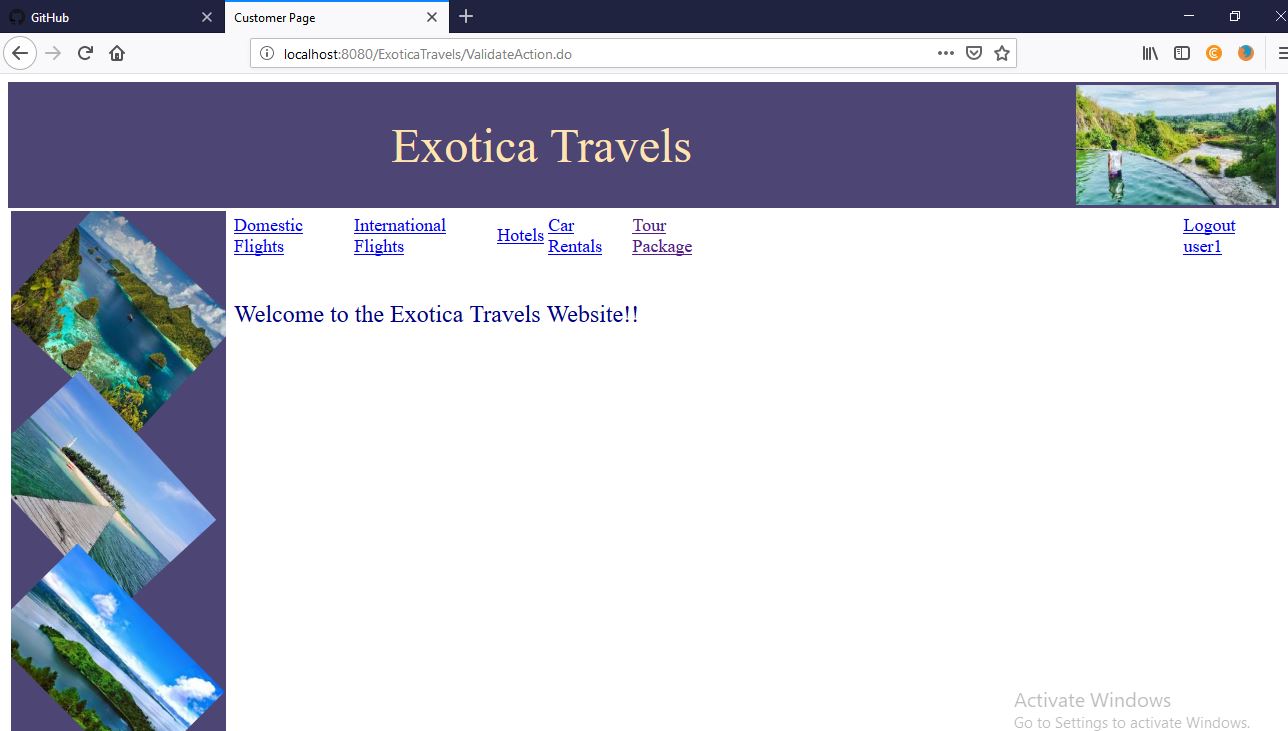 GitHub
Customer Page
localhost:8080/ExoticaTravels/ValidateAction.do
Exotica Travels
Domestic Flights
International Flights
Hotels
Car Rentals
Tour Package
Logout user1
Welcome to the Exotica Travels Website!!
Activate Windows
Go to Settings to activate Windows.